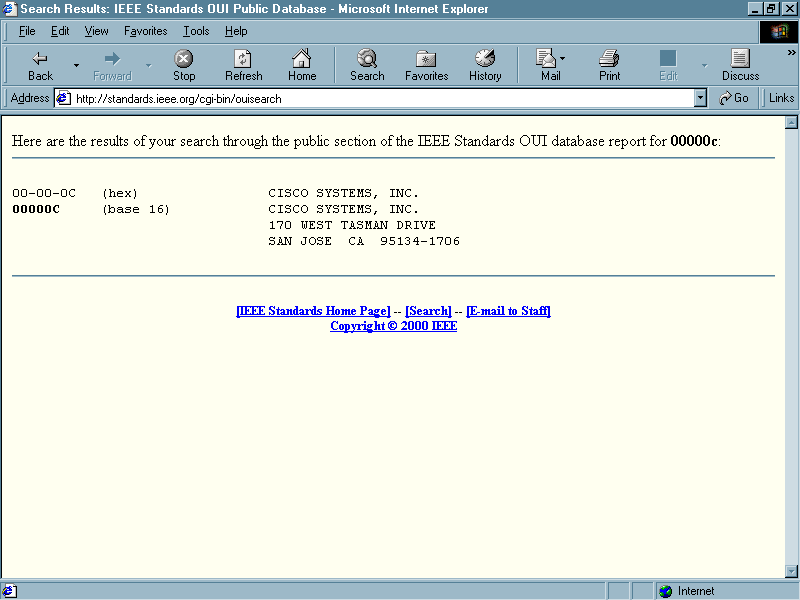 Search Results: IEEE Standards OUI Public Database - Microsoft Internet Explorer
File Edit View Favorites Tools Help
Back Forward Stop Refresh Home Search Favorites History Mail Print Edit Discuss »
Address http://standards.ieee.org/cgi-bin/ouisearch Go Links
Here are the results of your search through the public section of the IEEE Standards OUI database report for 00000c:
00-00-0C (hex) CISCO SYSTEMS, INC.
00000C (base 16) CISCO SYSTEMS, INC.
170 WEST TASMAN DRIVE
SAN JOSE CA 95134-1706
[IEEE Standards Home Page] -- [Search] -- [E-mail to Staff]
Copyright © 2000 IEEE
Internet